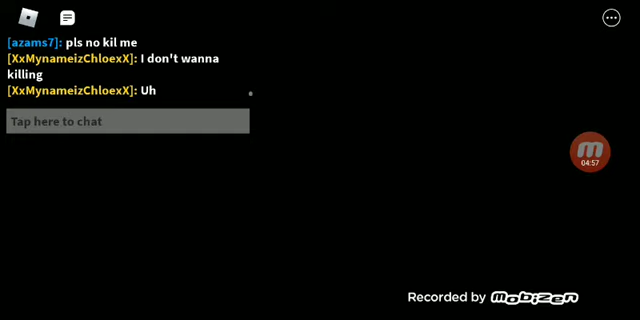 [azams7]: pls no kil me
[XxMynameizChloexX]: I don't wanna
killing
[XxMynameizChloexX]: Uh
Tap here to chat
04:57
Recorded by mobizen